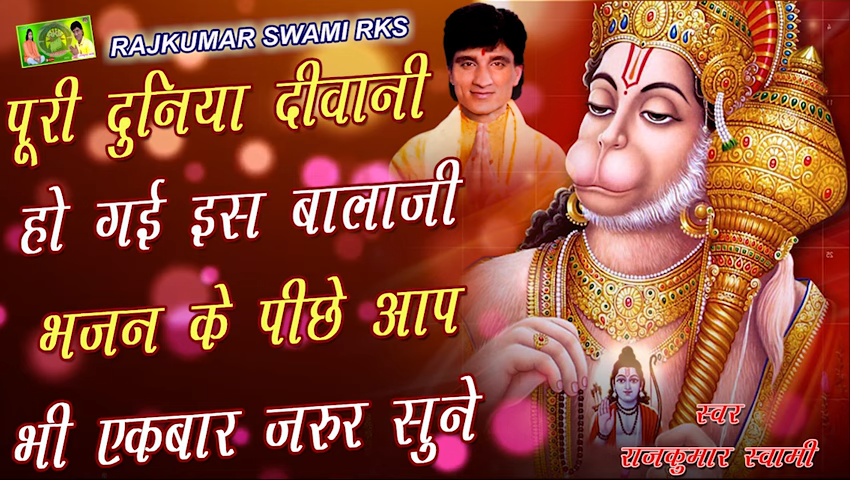 RAJKUMAR SWAMI RKS
पूरी दुनिया दीवानी
हो गई इस बालाजी
भजन के पीछे आप
भी एकबार जरुर सुने
स्वर
राजकुमार स्वामी